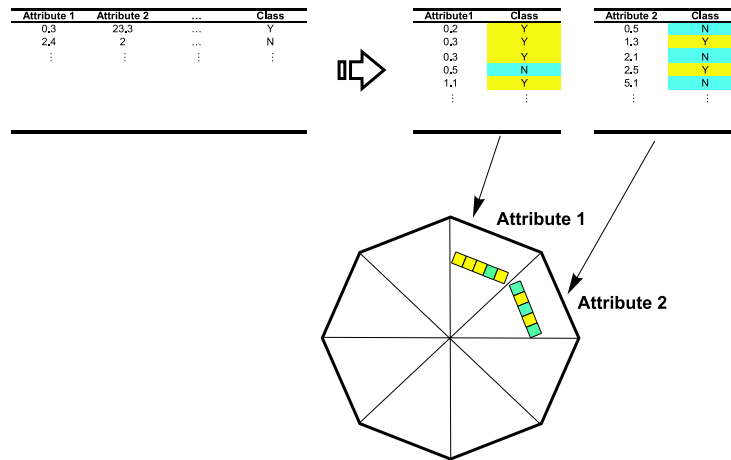 Attribute 1 Attribute 2 ... Class
0.3 23.3 ... Y
2.4 2 ... N
⋮ ⋮ ⋮ ⋮
Attribute1 Class
0.2 Y
0.3 Y
0.3 Y
0.5 N
1.1 Y
⋮ ⋮
Attribute 2 Class
0.5 N
1.3 Y
2.1 N
2.5 Y
5.1 N
⋮ ⋮
Attribute 1
Attribute 2